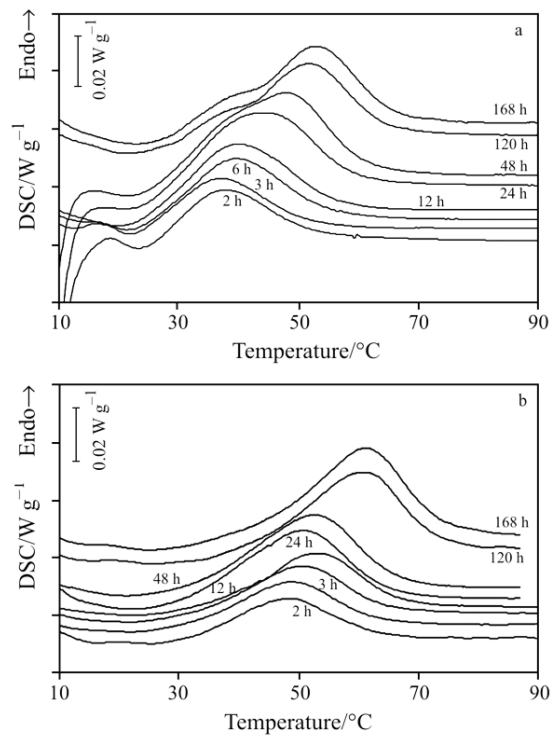 a
Endo→
0.02 W g⁻¹
DSC/W g⁻¹
168 h
120 h
48 h
24 h
12 h
6 h
3 h
2 h
10
30
50
70
90
Temperature/°C
b
Endo→
0.02 W g⁻¹
DSC/W g⁻¹
168 h
120 h
24 h
48 h
12 h
3 h
2 h
10
30
50
70
90
Temperature/°C